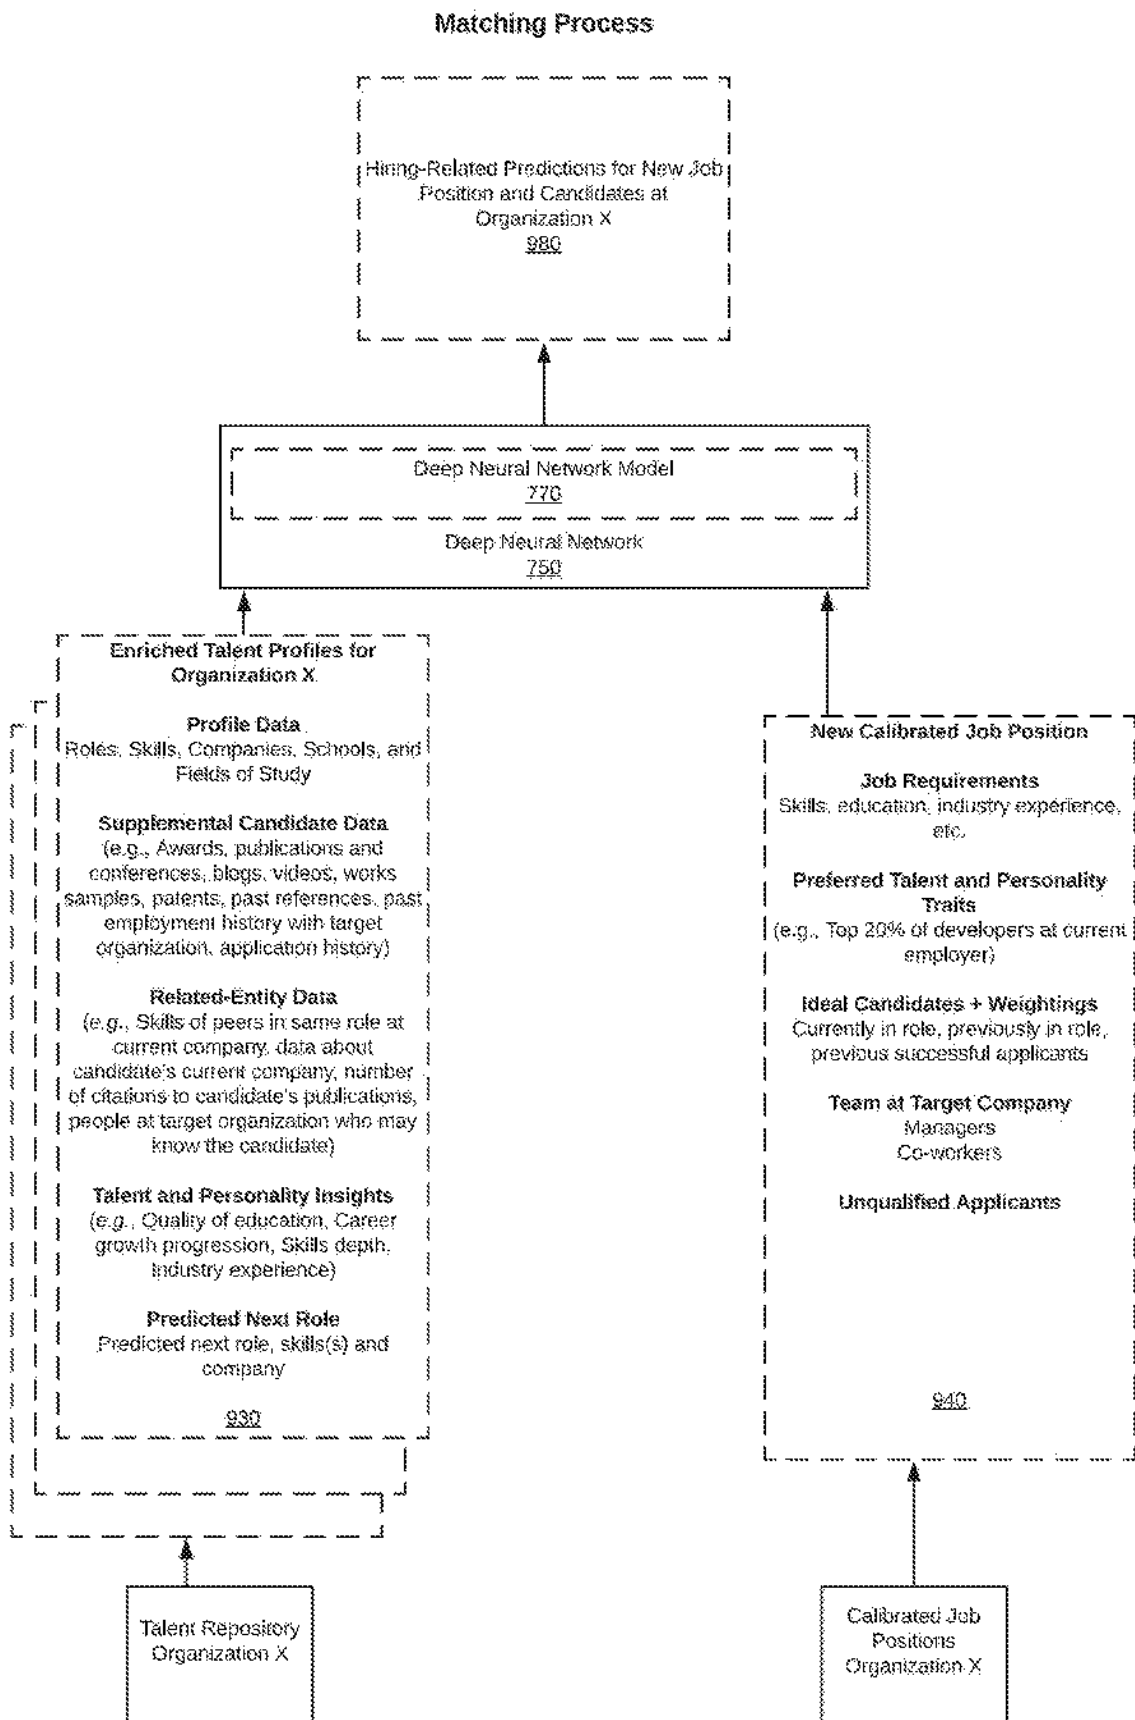 Matching Process
Hiring-Related Predictions for New Job
Position and Candidates at
Organization X
980
Deep Neural Network Model
770
Deep Neural Network
750
Enriched Talent Profiles for
Organization X
Profile Data
Roles, Skills, Companies, Schools, and
Fields of Study
Supplemental Candidate Data
(e.g., Awards, publications and
conferences, blogs, videos, works
samples, patents, past references, past
employment history with target
organization, application history)
Related-Entity Data
(e.g., Skills of peers in same role at
current company, data about
candidate's current company, number
of citations to candidate's publications,
people at target organization who may
know the candidate)
Talent and Personality Insights
(e.g., Quality of education, Career
growth progression, Skills depth,
Industry experience)
Predicted Next Role
Predicted next role, skills(s) and
company
930
New Calibrated Job Position
Job Requirements
Skills, education, industry experience,
etc.
Preferred Talent and Personality
Traits
(e.g., Top 20% of developers at current
employer)
Ideal Candidates + Weightings
Currently in role, previously in role,
previous successful applicants
Team at Target Company
Managers
Co-workers
Unqualified Applicants
940
Talent Repository
Organization X
Calibrated Job
Positions
Organization X